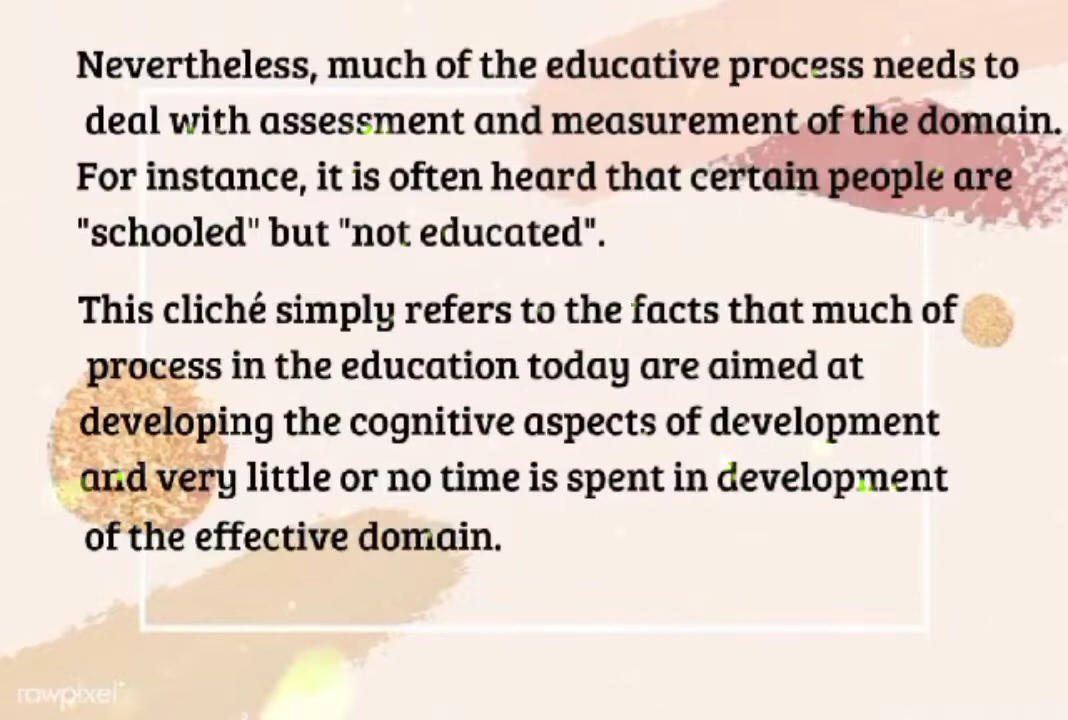 Nevertheless, much of the educative process needs to
deal with assessment and measurement of the domain.
For instance, it is often heard that certain people are
"schooled" but "not educated".
This cliché simply refers to the facts that much of
process in the education today are aimed at
developing the cognitive aspects of development
and very little or no time is spent in development
of the effective domain.
rawpixel